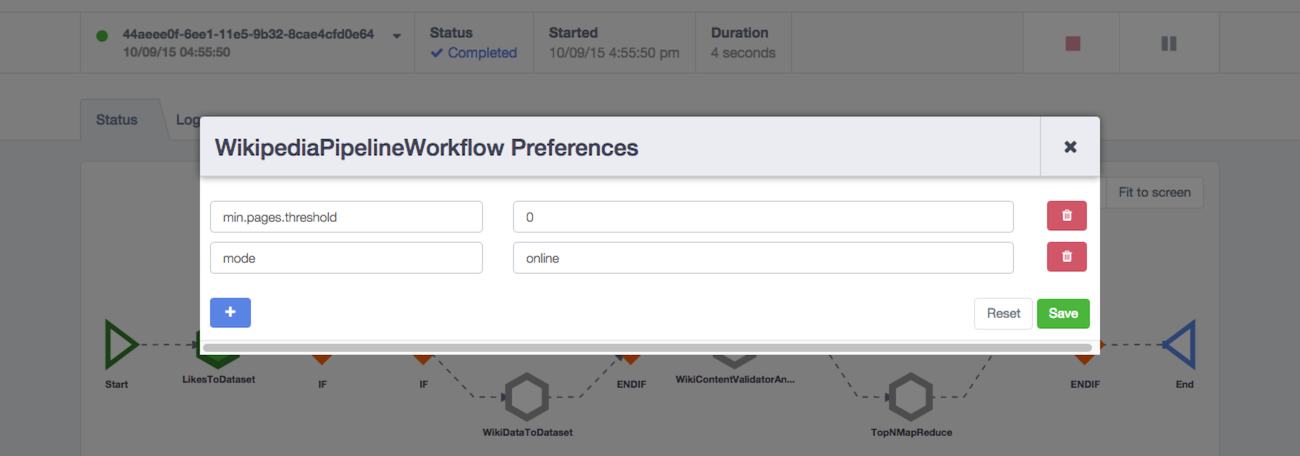 44aeee0f-6ee1-11e5-9b32-8cae4cfd0e64
10/09/15 04:55:50
Status
Completed
Started
10/09/15 4:55:50 pm
Duration
4 seconds
Status
Log
WikipediaPipelineWorkflow Preferences
Fit to screen
min.pages.threshold
0
mode
online
Reset
Save
Start
LikesToDataset
IF
IF
ENDIF
WikiContentValidatorAn...
ENDIF
End
WikiDataToDataset
TopNMapReduce